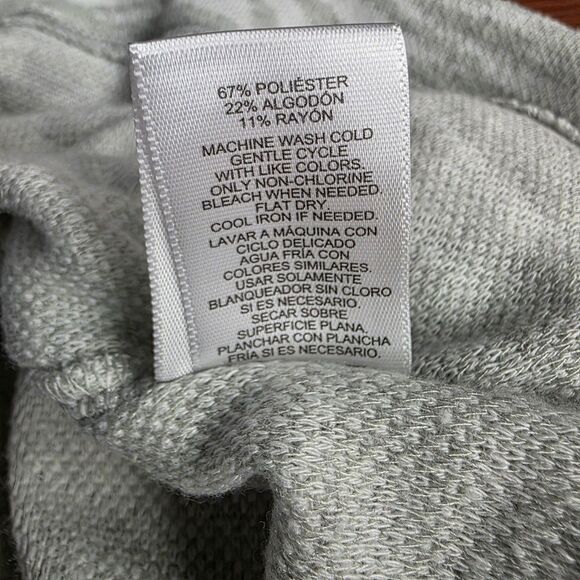 67% POLIÉSTER
22% ALGODÓN
11% RAYÓN
MACHINE WASH COLD
GENTLE CYCLE
WITH LIKE COLORS.
ONLY NON-CHLORINE
BLEACH WHEN NEEDED.
FLAT DRY.
COOL IRON IF NEEDED.
LAVAR A MÁQUINA CON
CICLO DELICADO
AGUA FRÍA CON
COLORES SIMILARES.
USAR SOLAMENTE
BLANQUEADOR SIN CLORO
SI ES NECESARIO.
SECAR SOBRE
SUPERFICIE PLANA.
PLANCHAR CON PLANCHA
FRÍA SI ES NECESARIO.